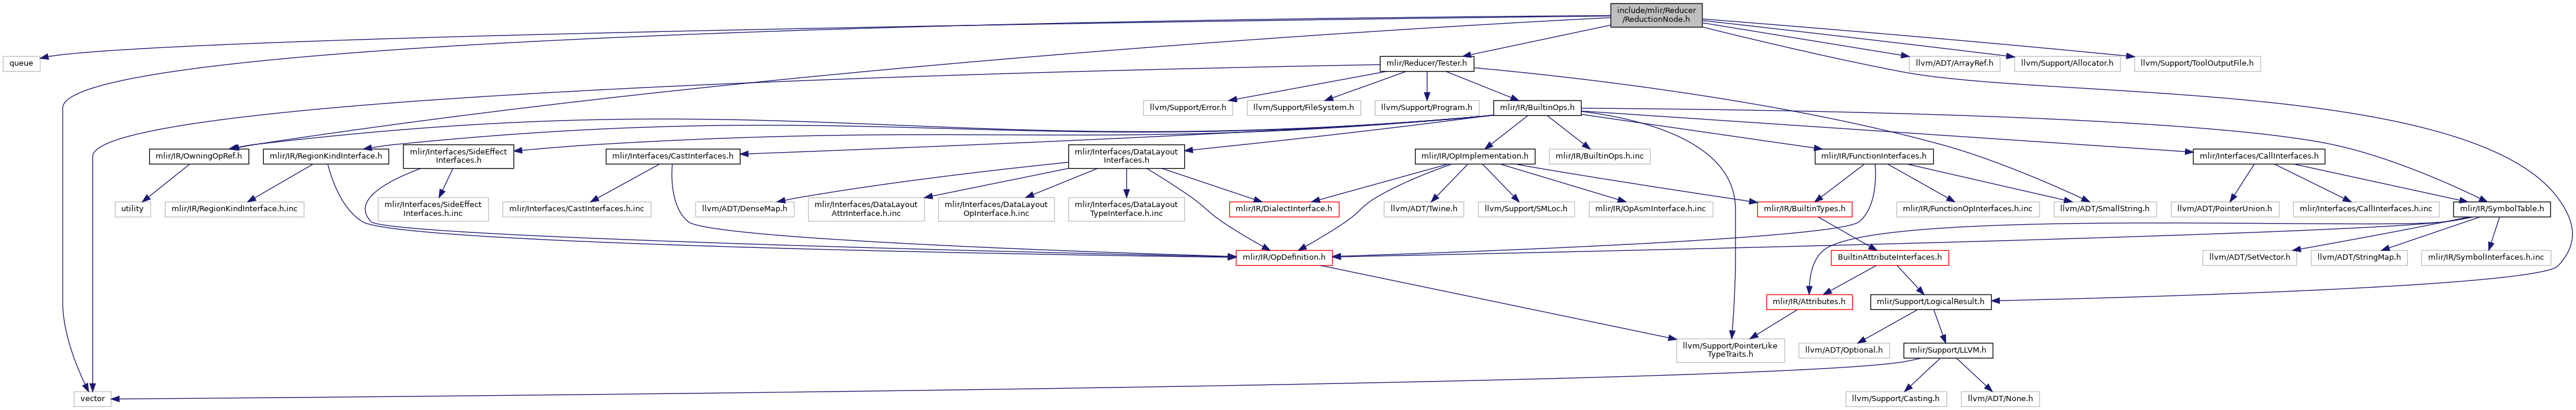 include/mlir/Reducer
/ReductionNode.h
queue
mlir/Reducer/Tester.h
llvm/ADT/ArrayRef.h
llvm/Support/Allocator.h
llvm/Support/ToolOutputFile.h
llvm/Support/Error.h
llvm/Support/FileSystem.h
llvm/Support/Program.h
mlir/IR/BuiltinOps.h
mlir/IR/OwningOpRef.h
mlir/IR/RegionKindInterface.h
mlir/Interfaces/SideEffect
Interfaces.h
mlir/Interfaces/CastInterfaces.h
mlir/Interfaces/DataLayout
Interfaces.h
mlir/IR/OpImplementation.h
mlir/IR/BuiltinOps.h.inc
mlir/IR/FunctionInterfaces.h
mlir/Interfaces/CallInterfaces.h
utility
mlir/IR/RegionKindInterface.h.inc
mlir/Interfaces/SideEffect
Interfaces.h.inc
mlir/Interfaces/CastInterfaces.h.inc
llvm/ADT/DenseMap.h
mlir/Interfaces/DataLayout
AttrInterface.h.inc
mlir/Interfaces/DataLayout
OpInterface.h.inc
mlir/Interfaces/DataLayout
TypeInterface.h.inc
mlir/IR/DialectInterface.h
llvm/ADT/Twine.h
llvm/Support/SMLoc.h
mlir/IR/OpAsmInterface.h.inc
mlir/IR/BuiltinTypes.h
mlir/IR/FunctionOpInterfaces.h.inc
llvm/ADT/SmallString.h
llvm/ADT/PointerUnion.h
mlir/Interfaces/CallInterfaces.h.inc
mlir/IR/SymbolTable.h
mlir/IR/OpDefinition.h
BuiltinAttributeInterfaces.h
llvm/ADT/SetVector.h
llvm/ADT/StringMap.h
mlir/IR/SymbolInterfaces.h.inc
mlir/IR/Attributes.h
mlir/Support/LogicalResult.h
llvm/Support/PointerLike
TypeTraits.h
llvm/ADT/Optional.h
mlir/Support/LLVM.h
vector
llvm/Support/Casting.h
llvm/ADT/None.h